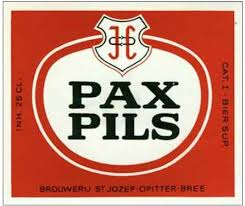 PAX
PILS
INH. 25 CL.
CAT. I - BIER SUP.
BROUWERIJ ST JOZEF-OPITTER-BREE